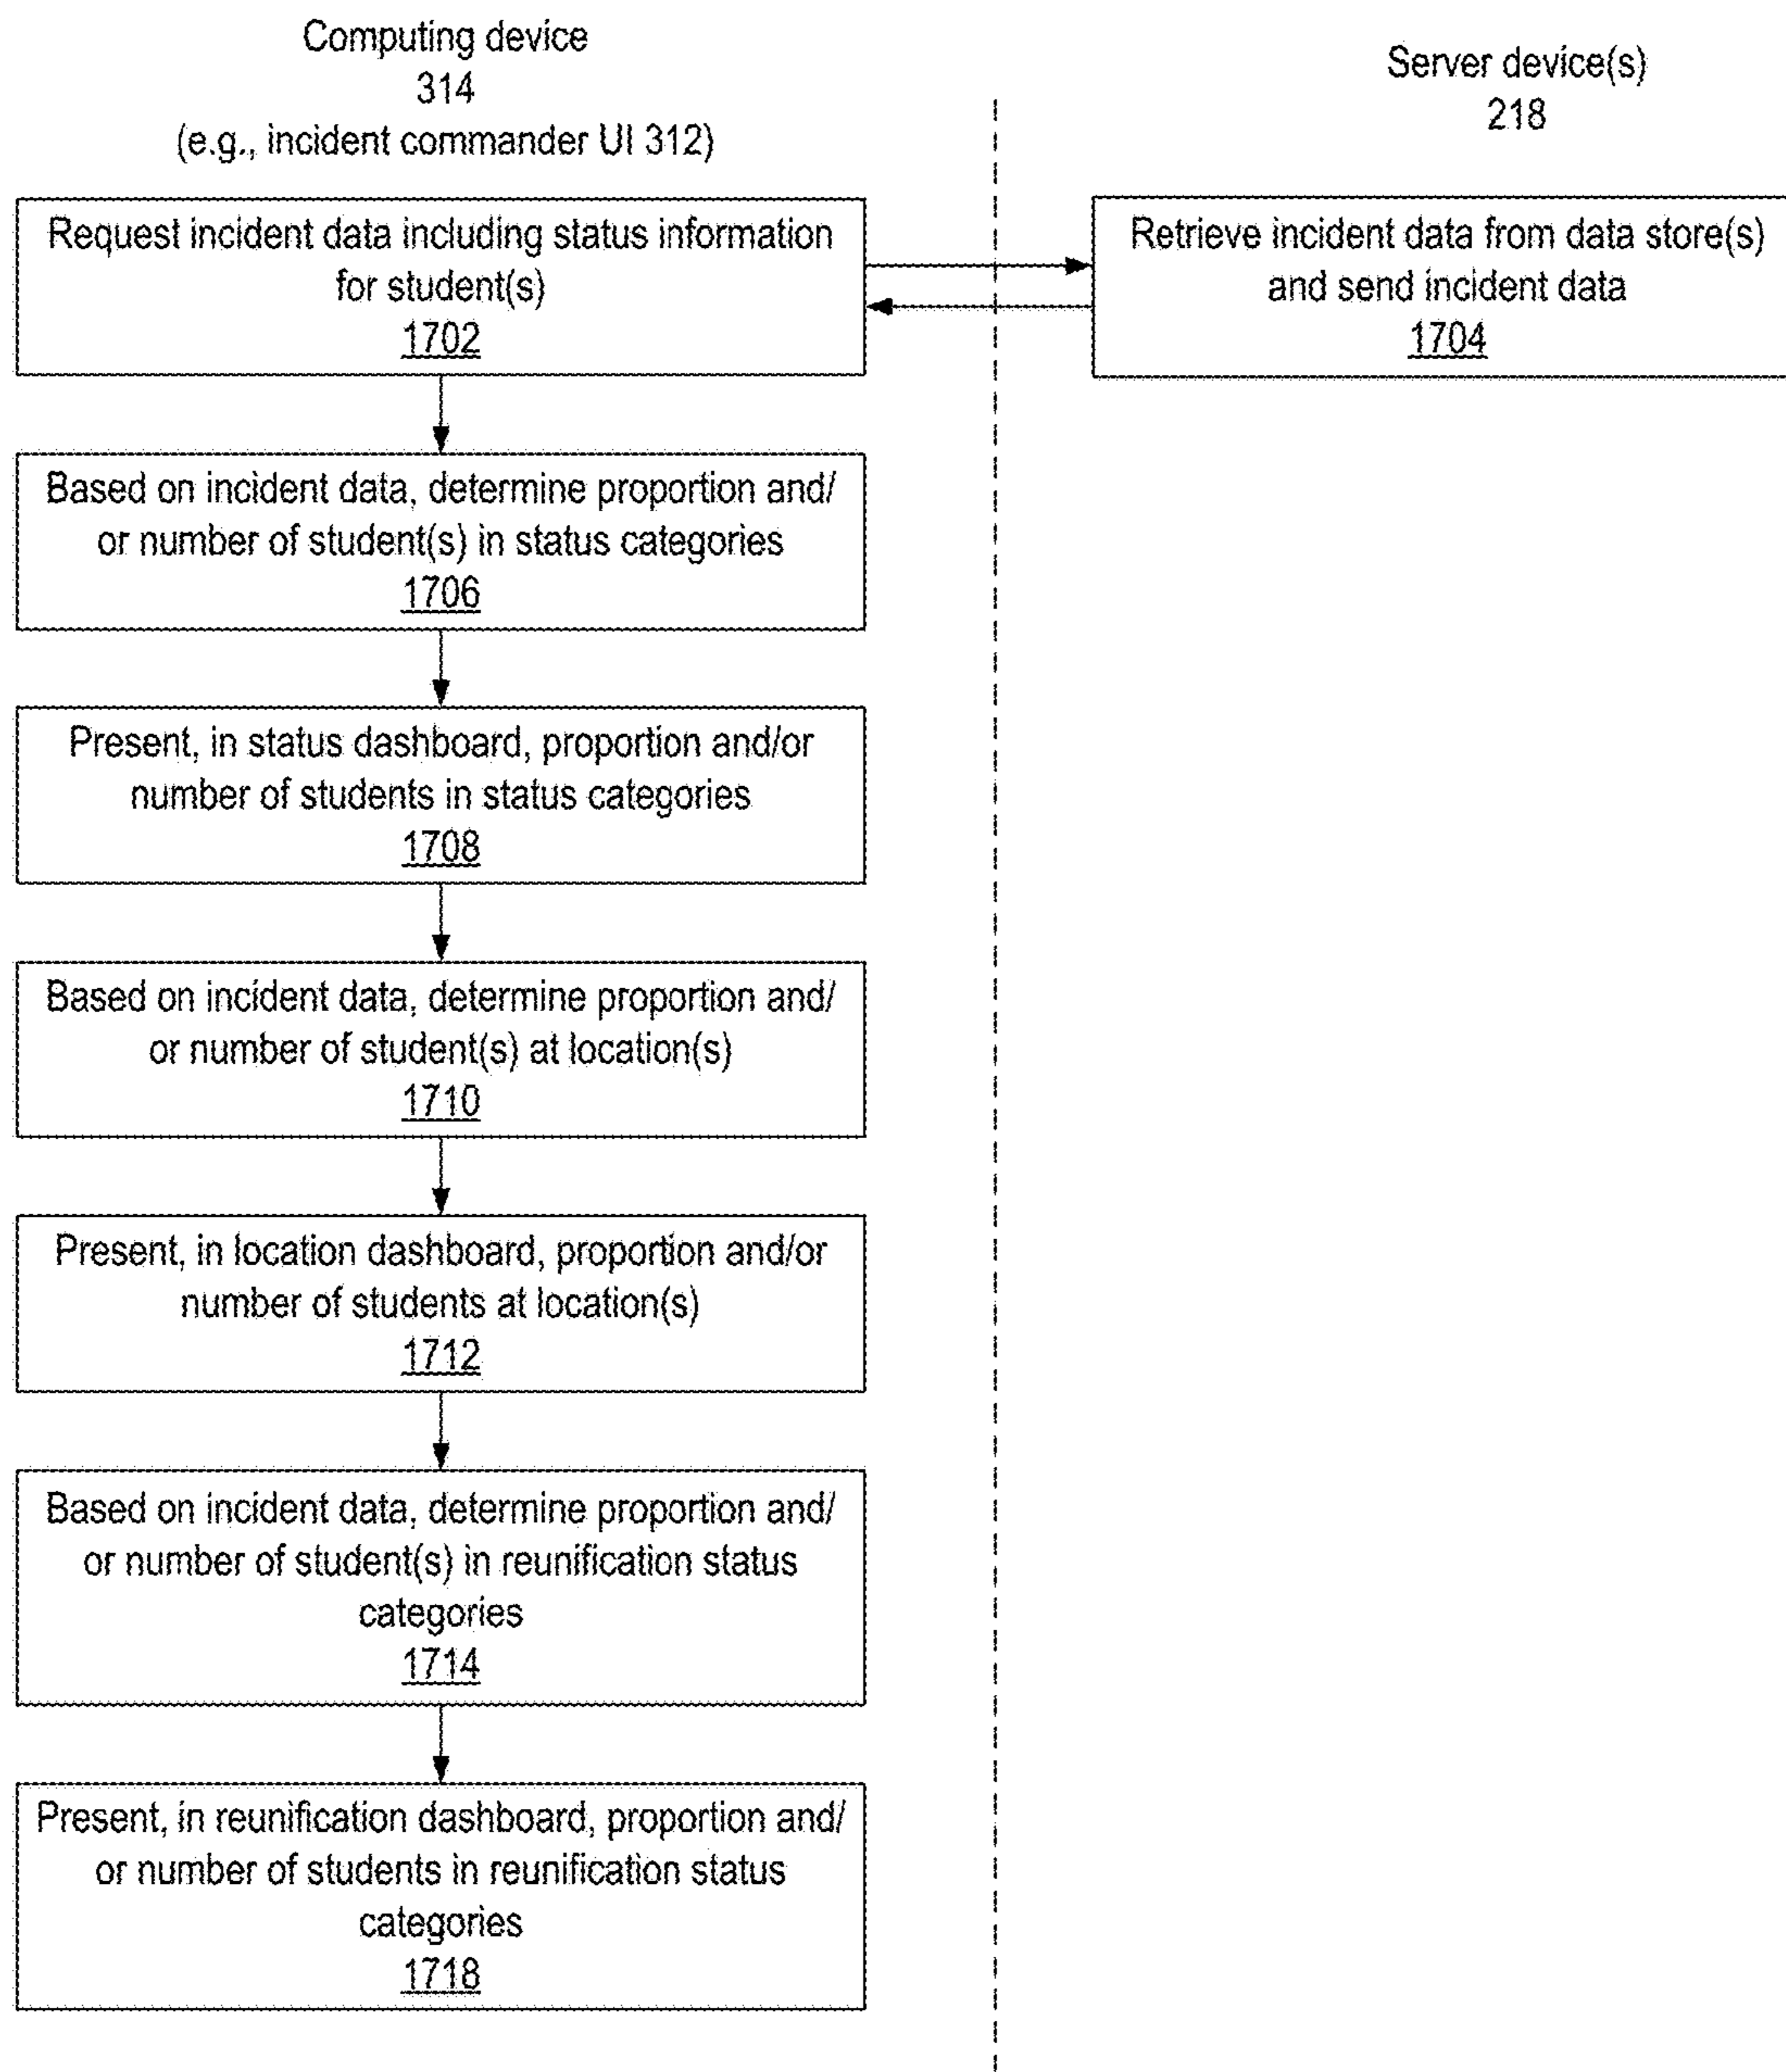 Computing device
314
(e.g., incident commander UI 312)
Server device(s)
218
Request incident data including status information
for student(s)
1702
Retrieve incident data from data store(s)
and send incident data
1704
Based on incident data, determine proportion and/
or number of student(s) in status categories
1706
Present, in status dashboard, proportion and/or
number of students in status categories
1708
Based on incident data, determine proportion and/
or number of student(s) at location(s)
1710
Present, in location dashboard, proportion and/or
number of students at location(s)
1712
Based on incident data, determine proportion and/
or number of student(s) in reunification status
categories
1714
Present, in reunification dashboard, proportion and/
or number of students in reunification status
categories
1718